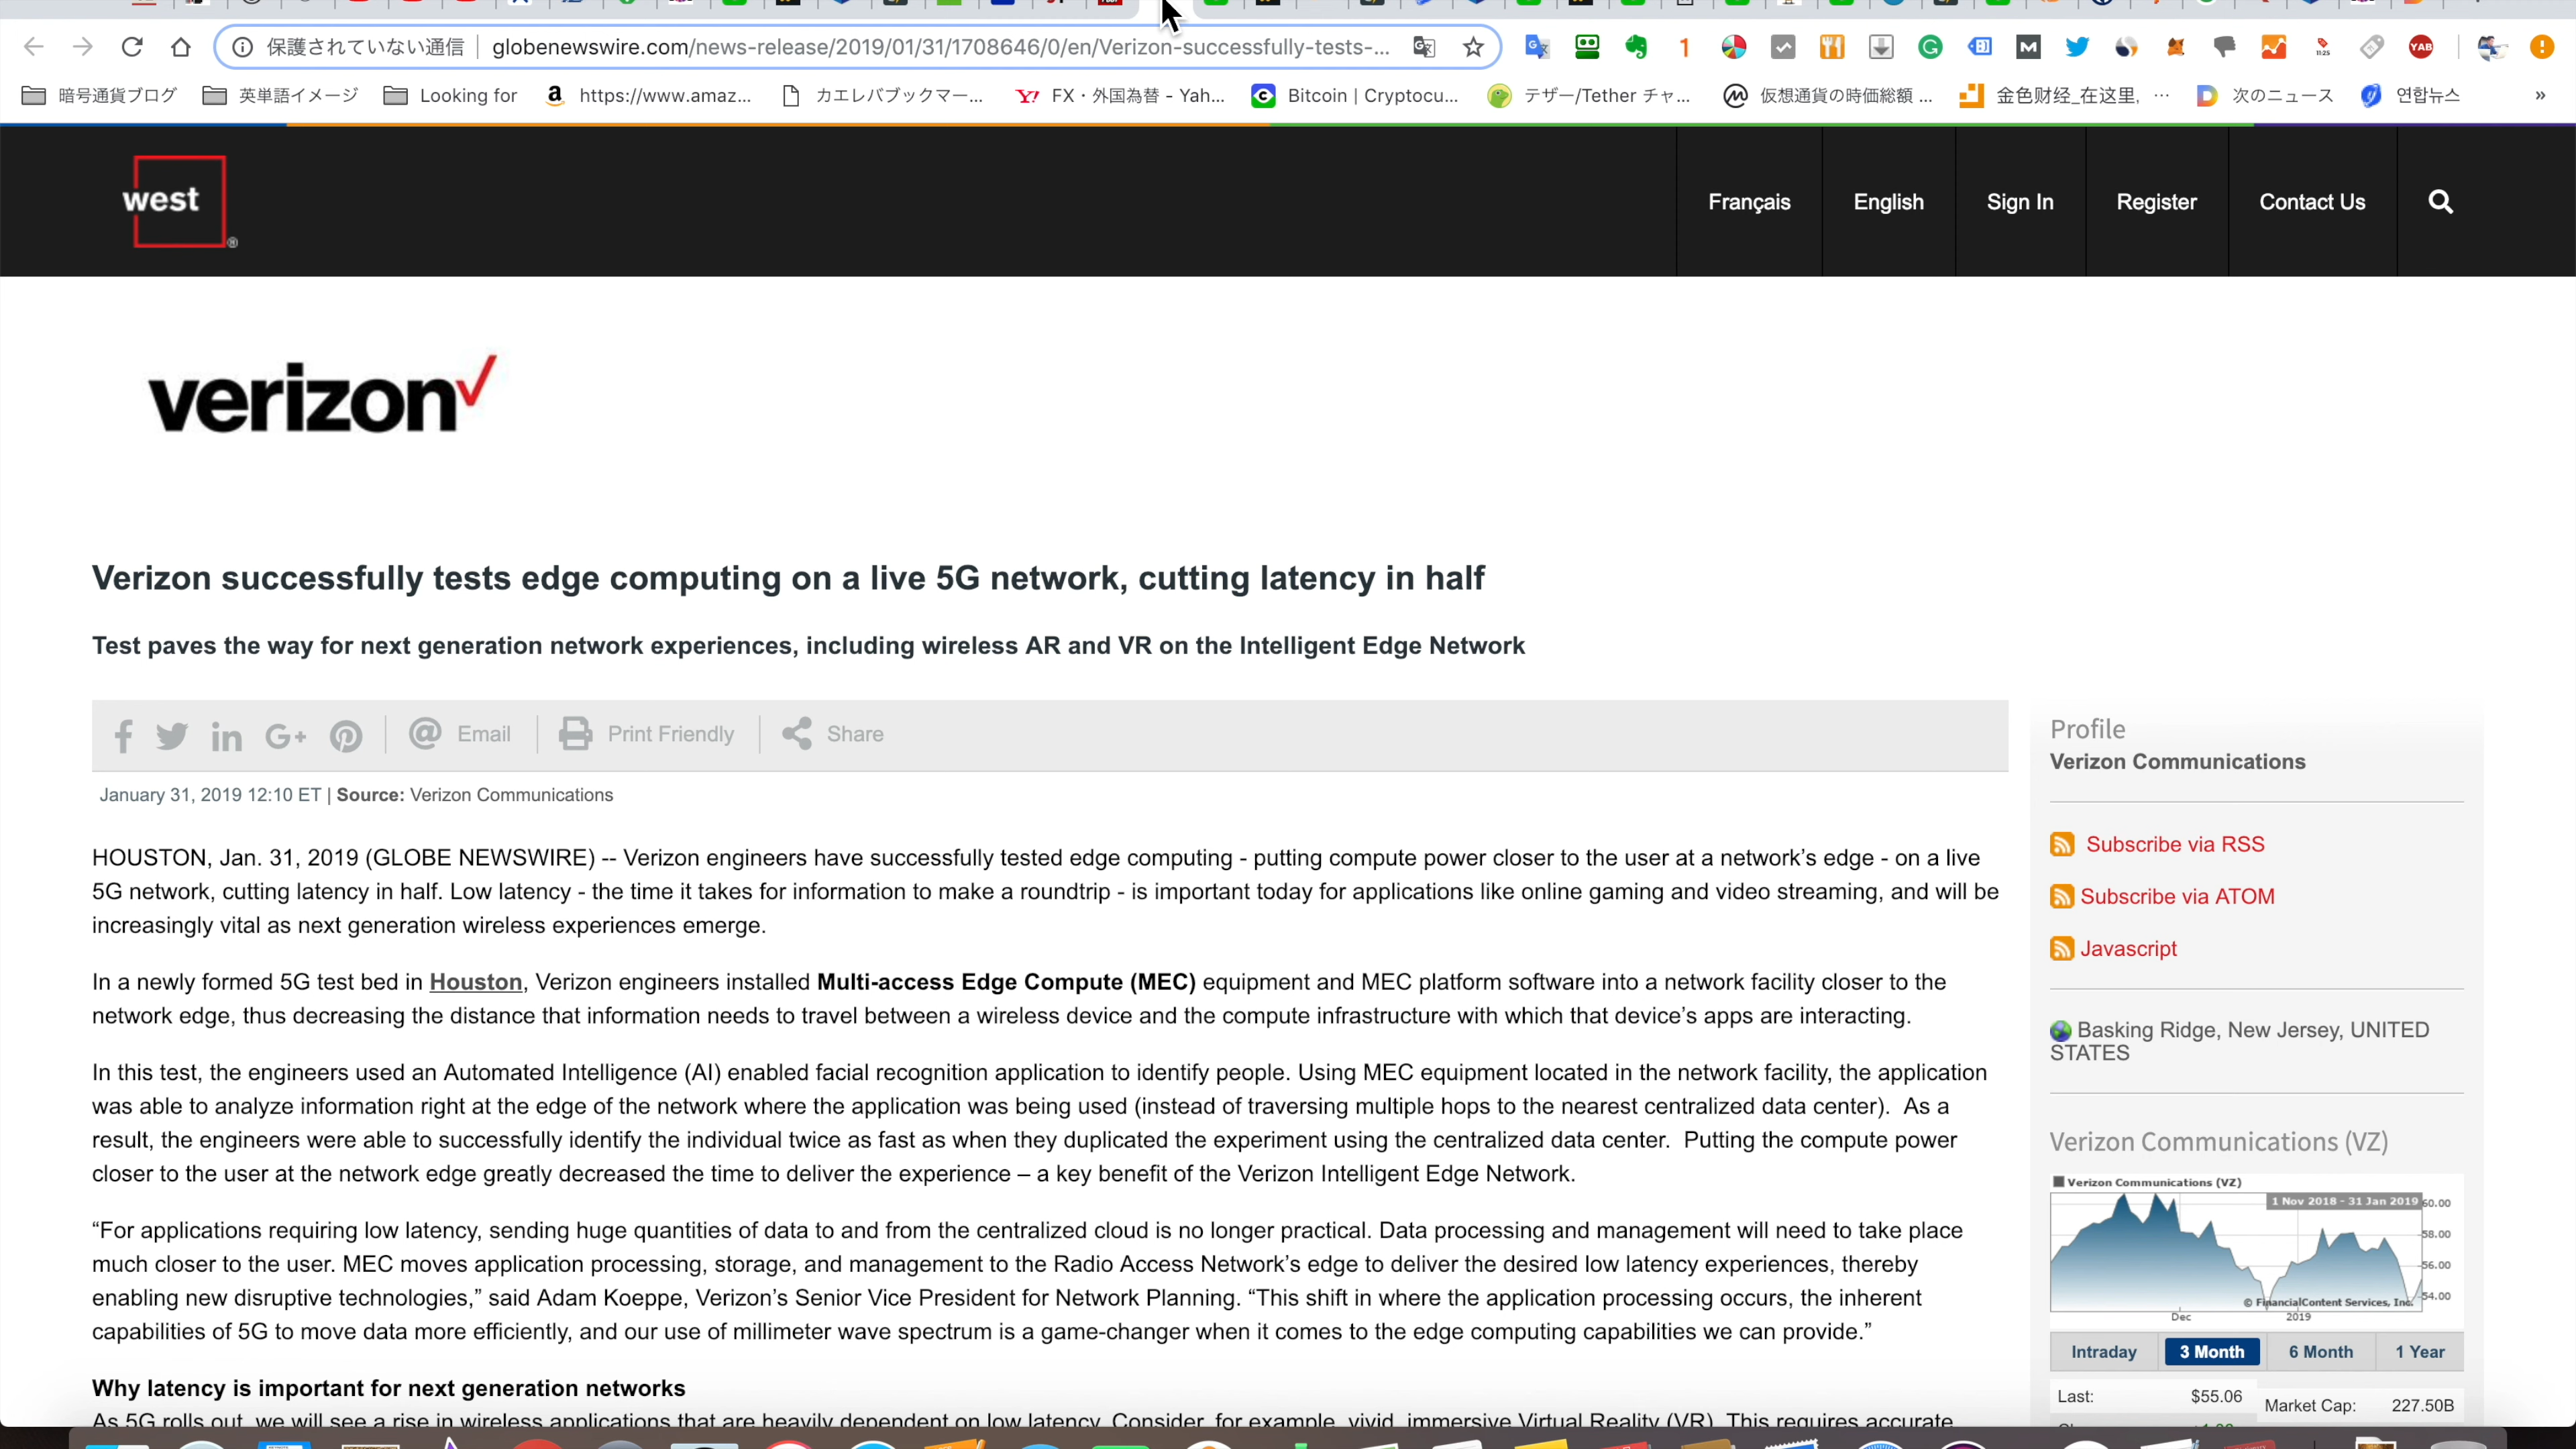 保護されていない通信 globenewswire.com/news-release/2019/01/31/1708646/0/en/Verizon-successfully-tests-...
暗号通貨ブログ 英単語イメージ Looking for https://www.amaz... カエレバブックマー... FX・外国為替 - Yah... Bitcoin | Cryptocu... テザー/Tether チャ... 仮想通貨の時価総額 ... 金色财经_在这里, ... 次のニュース 연합뉴스 »
west
Français English Sign In Register Contact Us
verizon
Verizon successfully tests edge computing on a live 5G network, cutting latency in half
Test paves the way for next generation network experiences, including wireless AR and VR on the Intelligent Edge Network
Email Print Friendly Share
January 31, 2019 12:10 ET | Source: Verizon Communications
HOUSTON, Jan. 31, 2019 (GLOBE NEWSWIRE) -- Verizon engineers have successfully tested edge computing - putting compute power closer to the user at a network’s edge - on a live
5G network, cutting latency in half. Low latency - the time it takes for information to make a roundtrip - is important today for applications like online gaming and video streaming, and will be
increasingly vital as next generation wireless experiences emerge.
In a newly formed 5G test bed in Houston, Verizon engineers installed Multi-access Edge Compute (MEC) equipment and MEC platform software into a network facility closer to the
network edge, thus decreasing the distance that information needs to travel between a wireless device and the compute infrastructure with which that device’s apps are interacting.
In this test, the engineers used an Automated Intelligence (AI) enabled facial recognition application to identify people. Using MEC equipment located in the network facility, the application
was able to analyze information right at the edge of the network where the application was being used (instead of traversing multiple hops to the nearest centralized data center). As a
result, the engineers were able to successfully identify the individual twice as fast as when they duplicated the experiment using the centralized data center. Putting the compute power
closer to the user at the network edge greatly decreased the time to deliver the experience – a key benefit of the Verizon Intelligent Edge Network.
“For applications requiring low latency, sending huge quantities of data to and from the centralized cloud is no longer practical. Data processing and management will need to take place
much closer to the user. MEC moves application processing, storage, and management to the Radio Access Network’s edge to deliver the desired low latency experiences, thereby
enabling new disruptive technologies,” said Adam Koeppe, Verizon’s Senior Vice President for Network Planning. “This shift in where the application processing occurs, the inherent
capabilities of 5G to move data more efficiently, and our use of millimeter wave spectrum is a game-changer when it comes to the edge computing capabilities we can provide.”
Why latency is important for next generation networks
As 5G rolls out, we will see a rise in wireless applications that are heavily dependent on low latency. Consider, for example, vivid, immersive Virtual Reality (VR). This requires accurate
Profile
Verizon Communications
Subscribe via RSS
Subscribe via ATOM
Javascript
Basking Ridge, New Jersey, UNITED
STATES
Verizon Communications (VZ)
Verizon Communications (VZ)
1 Nov 2018 - 31 Jan 2019
60.00
58.00
56.00
54.00
© FinancialContent Services, Inc.
Dec 2019
Intraday 3 Month 6 Month 1 Year
Last: $55.06 Market Cap: 227.50B